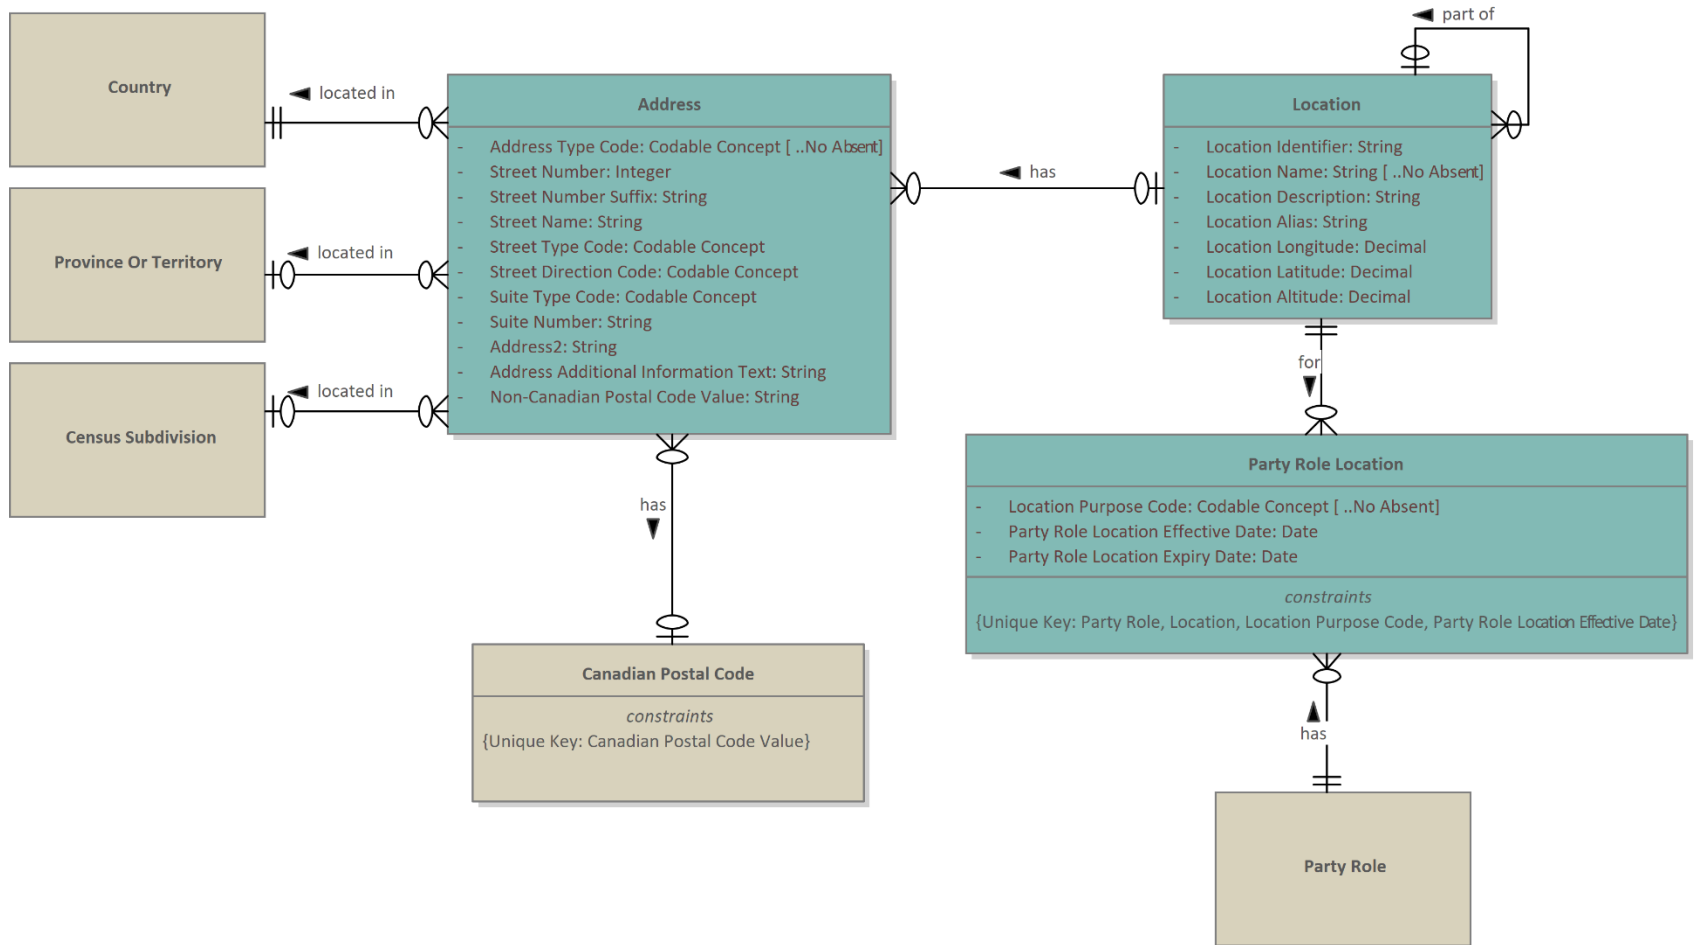 part of
Country
located in
Address
- Address Type Code: Codable Concept [ ..No Absent]
- Street Number: Integer
- Street Number Suffix: String
- Street Name: String
- Street Type Code: Codable Concept
- Street Direction Code: Codable Concept
- Suite Type Code: Codable Concept
- Suite Number: String
- Address2: String
- Address Additional Information Text: String
- Non-Canadian Postal Code Value: String
has
Location
- Location Identifier: String
- Location Name: String [ ..No Absent]
- Location Description: String
- Location Alias: String
- Location Longitude: Decimal
- Location Latitude: Decimal
- Location Altitude: Decimal
Province Or Territory
located in
Census Subdivision
located in
for
has
Party Role Location
- Location Purpose Code: Codable Concept [ ..No Absent]
- Party Role Location Effective Date: Date
- Party Role Location Expiry Date: Date
constraints
{Unique Key: Party Role, Location, Location Purpose Code, Party Role Location Effective Date}
Canadian Postal Code
constraints
{Unique Key: Canadian Postal Code Value}
has
Party Role